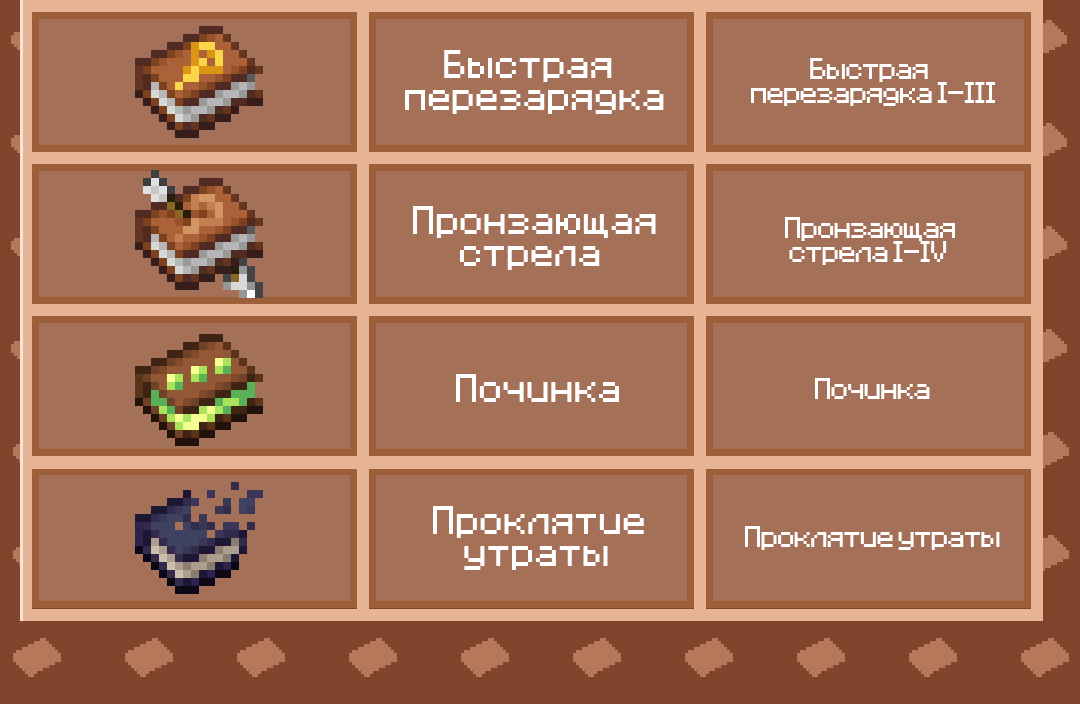 Быстрая
перезарядка
Быстрая
перезарядка I-III
Пронзающая
стрела
Пронзающая
стрела I-IV
Починка
Починка
Проклятие
утраты
Проклятие утраты